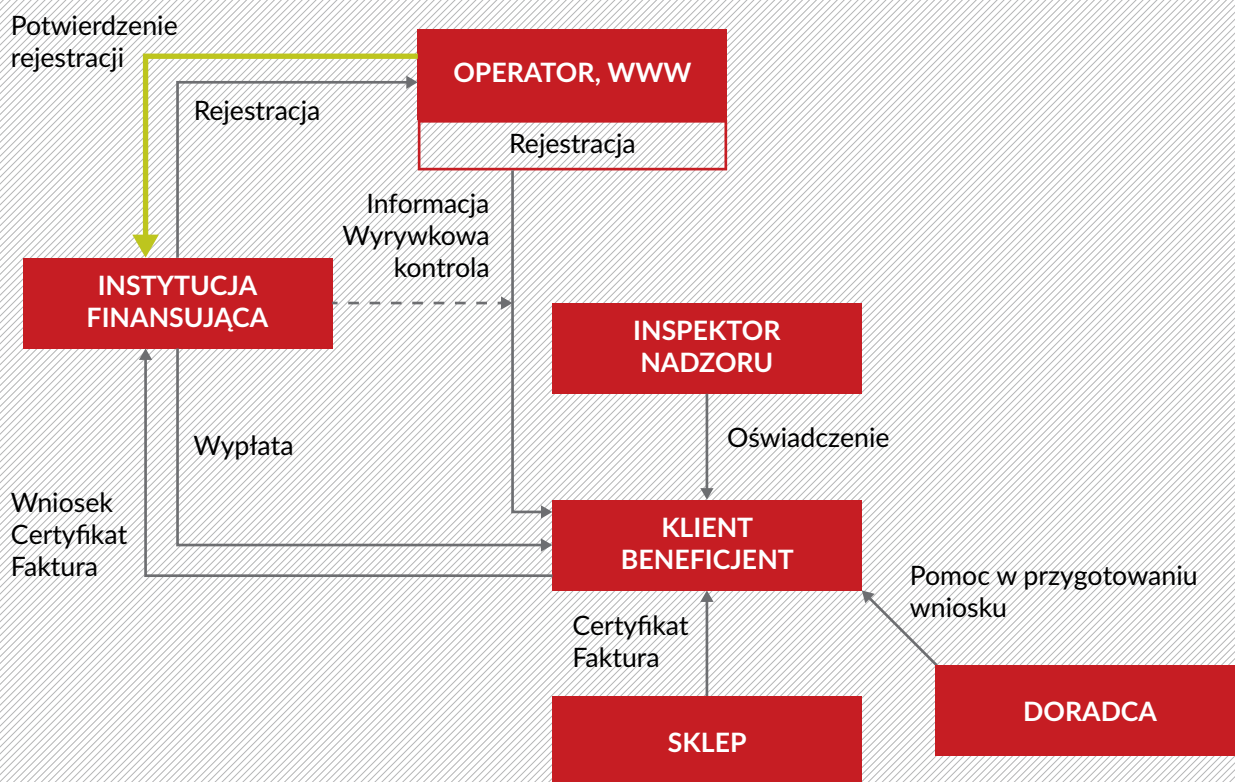 Potwierdzenie
rejestracji
OPERATOR, WWW
Rejestracja
Rejestracja
Informacja
Wyrywkowa
kontrola
INSTYTUCJA
FINANSUJĄCA
INSPEKTOR
NADZORU
Wypłata
Oświadczenie
Wniosek
Certyfikat
Faktura
KLIENT
BENEFICJENT
Pomoc w przygotowaniu
wniosku
Certyfikat
Faktura
DORADCA
SKLEP